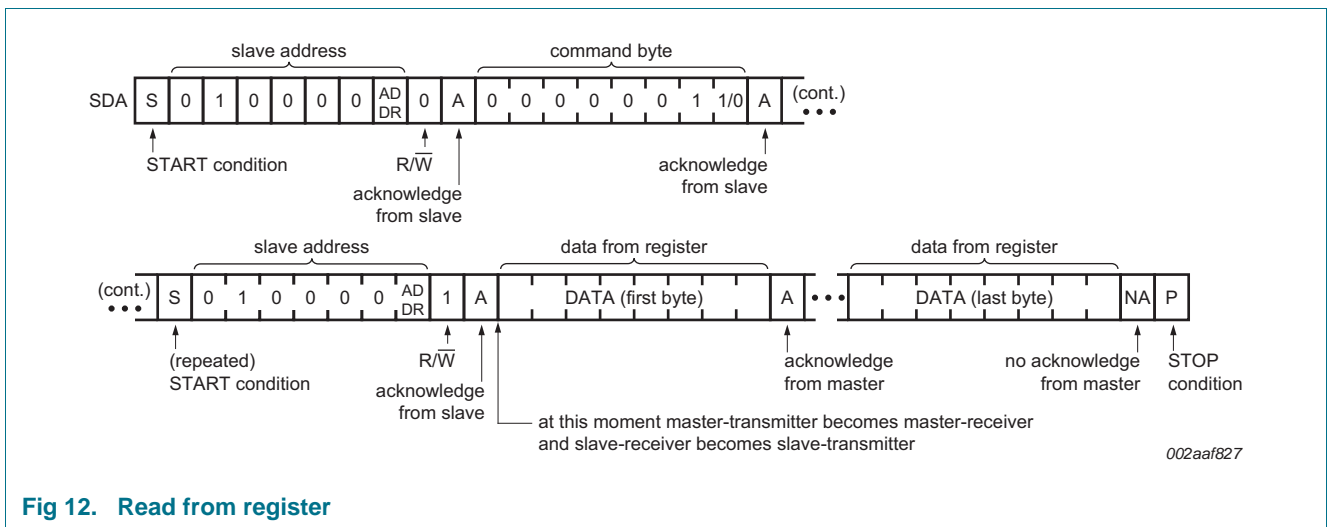 slave address command byte
SDA S 0 1 0 0 0 0 AD DR 0 A 0 0 0 0 0 0 1 1/0 A (cont.)
START condition R/W acknowledge from slave acknowledge from slave
slave address data from register data from register
(cont.) S 0 1 0 0 0 0 AD DR 1 A DATA (first byte) A DATA (last byte) NA P
(repeated) START condition R/W acknowledge from slave acknowledge from master no acknowledge from master STOP condition
at this moment master-transmitter becomes master-receiver
and slave-receiver becomes slave-transmitter
002aaf827
Fig 12. Read from register